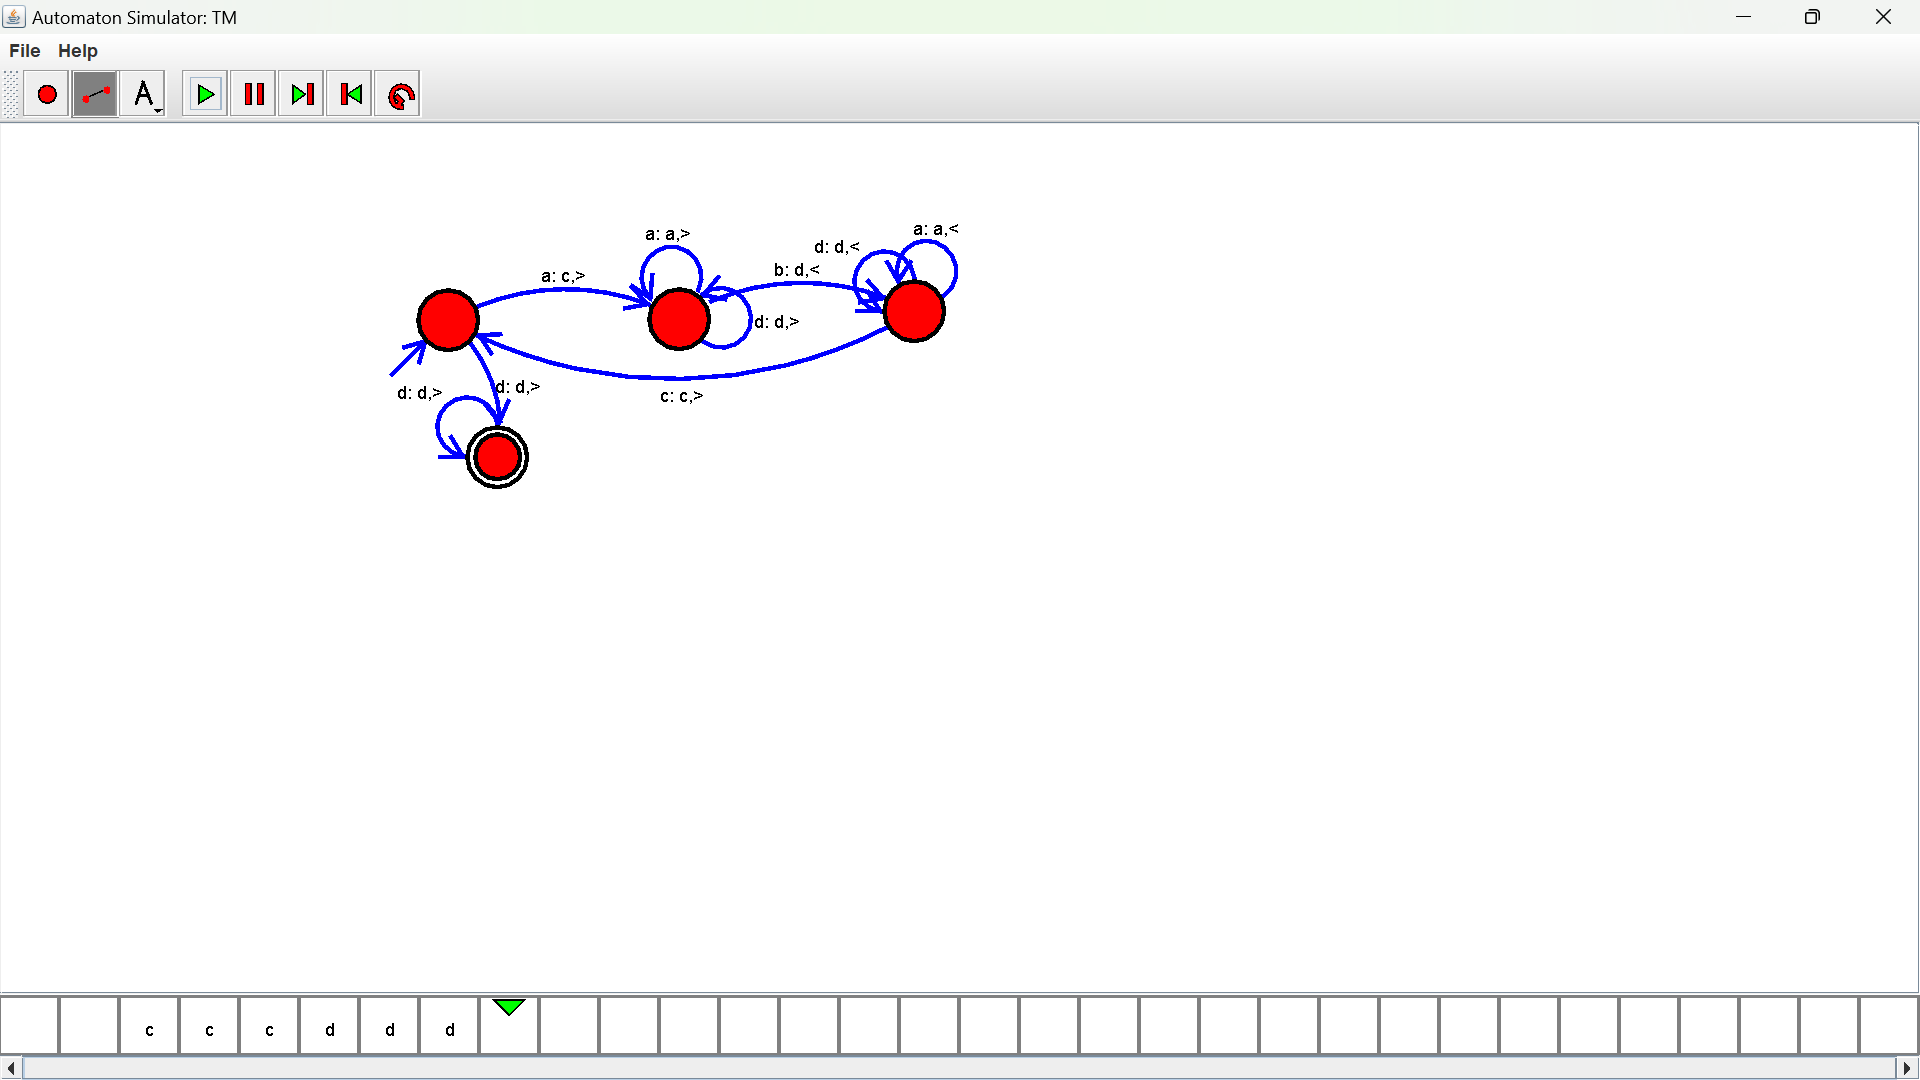 Automaton Simulator: TM
File Help
A
a: a,>
a: a,<
d: d,<
b: d,<
a: c,>
d: d,>
d: d,>
d: d,>
c: c,>
c c c d d d